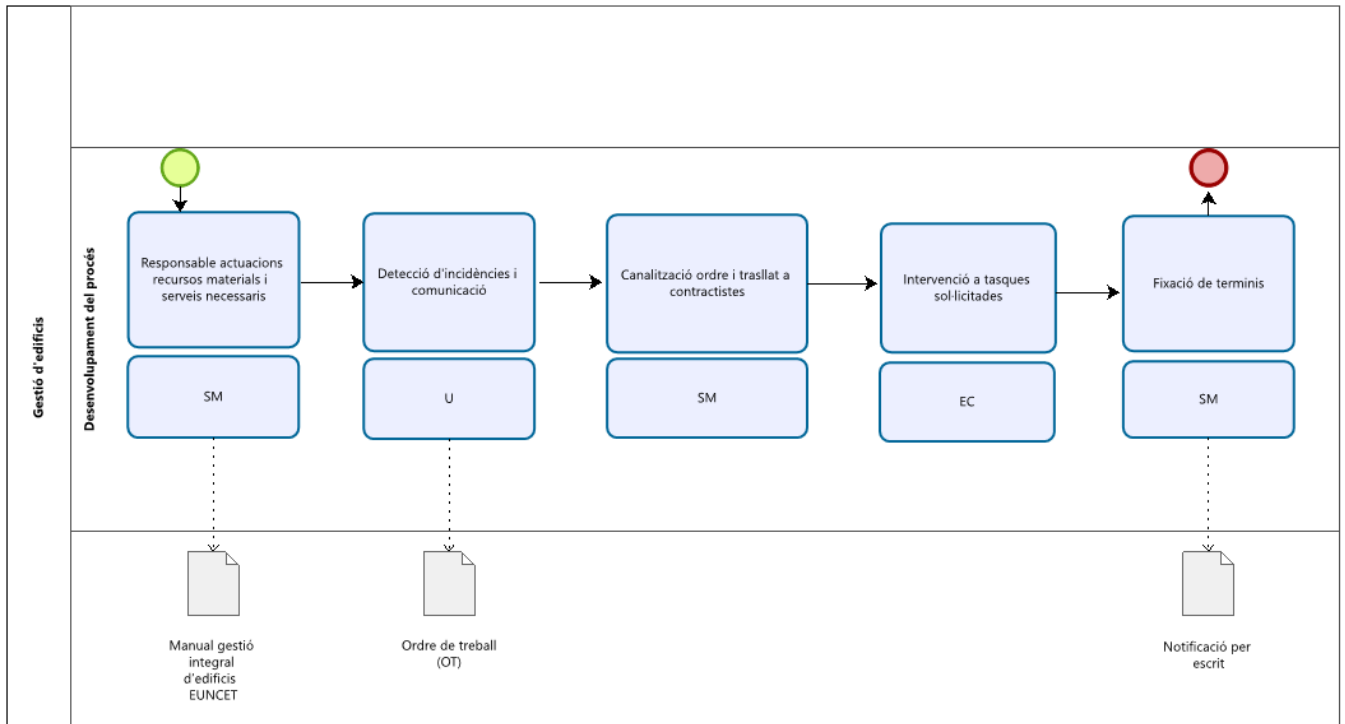 Gestió d'edificis
Desenvolupament del procés
Responsable actuacions
recursos materials i
serveis necessaris
SM
Detecció d'incidències i
comunicació
U
Canalització ordre i trasllat a
contractistes
SM
Intervenció a tasques
sol·licitades
EC
Fixació de terminis
SM
Manual gestió
integral
d'edificis
EUNCET
Ordre de treball
(OT)
Notificació per
escrit